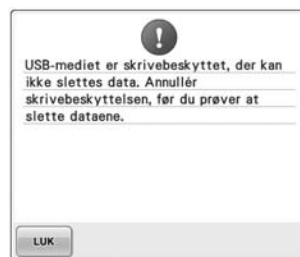 USB-mediet er skrivebeskyttet, der kan
ikke slettes data. Annullér
skrivebeskyttelsen, før du prøver at
slette dataene.
LUK